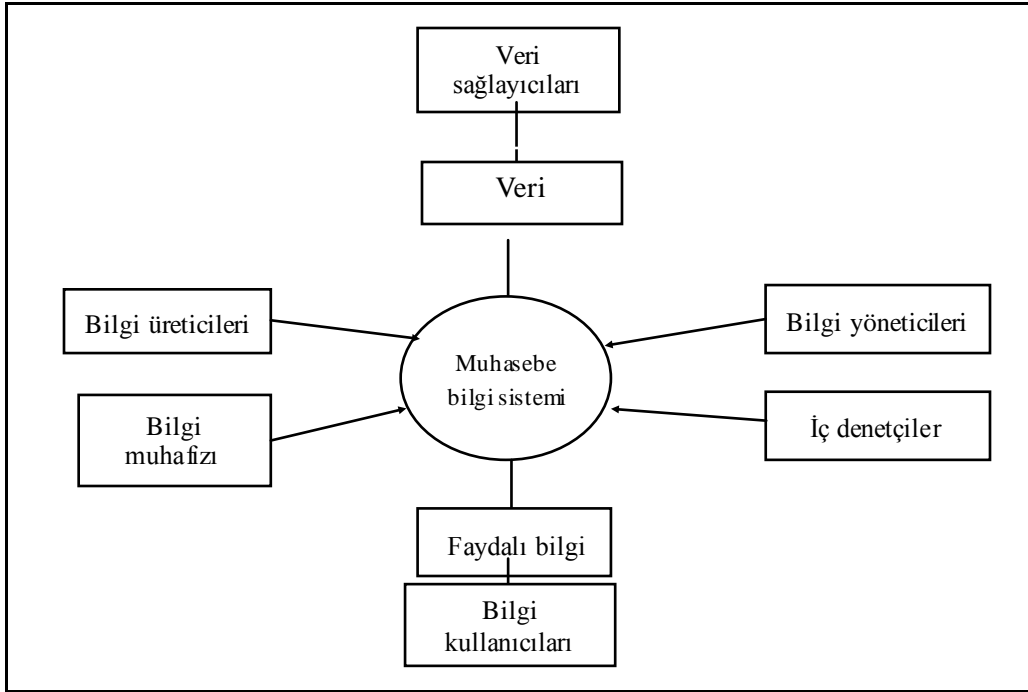 Veri
sağlayıcıları
Veri
Bilgi üreticileri
Bilgi yöneticileri
Muhasebe
bilgi sistemi
Bilgi
muhafızı
İç denetçiler
Faydalı bilgi
Bilgi
kullanıcıları